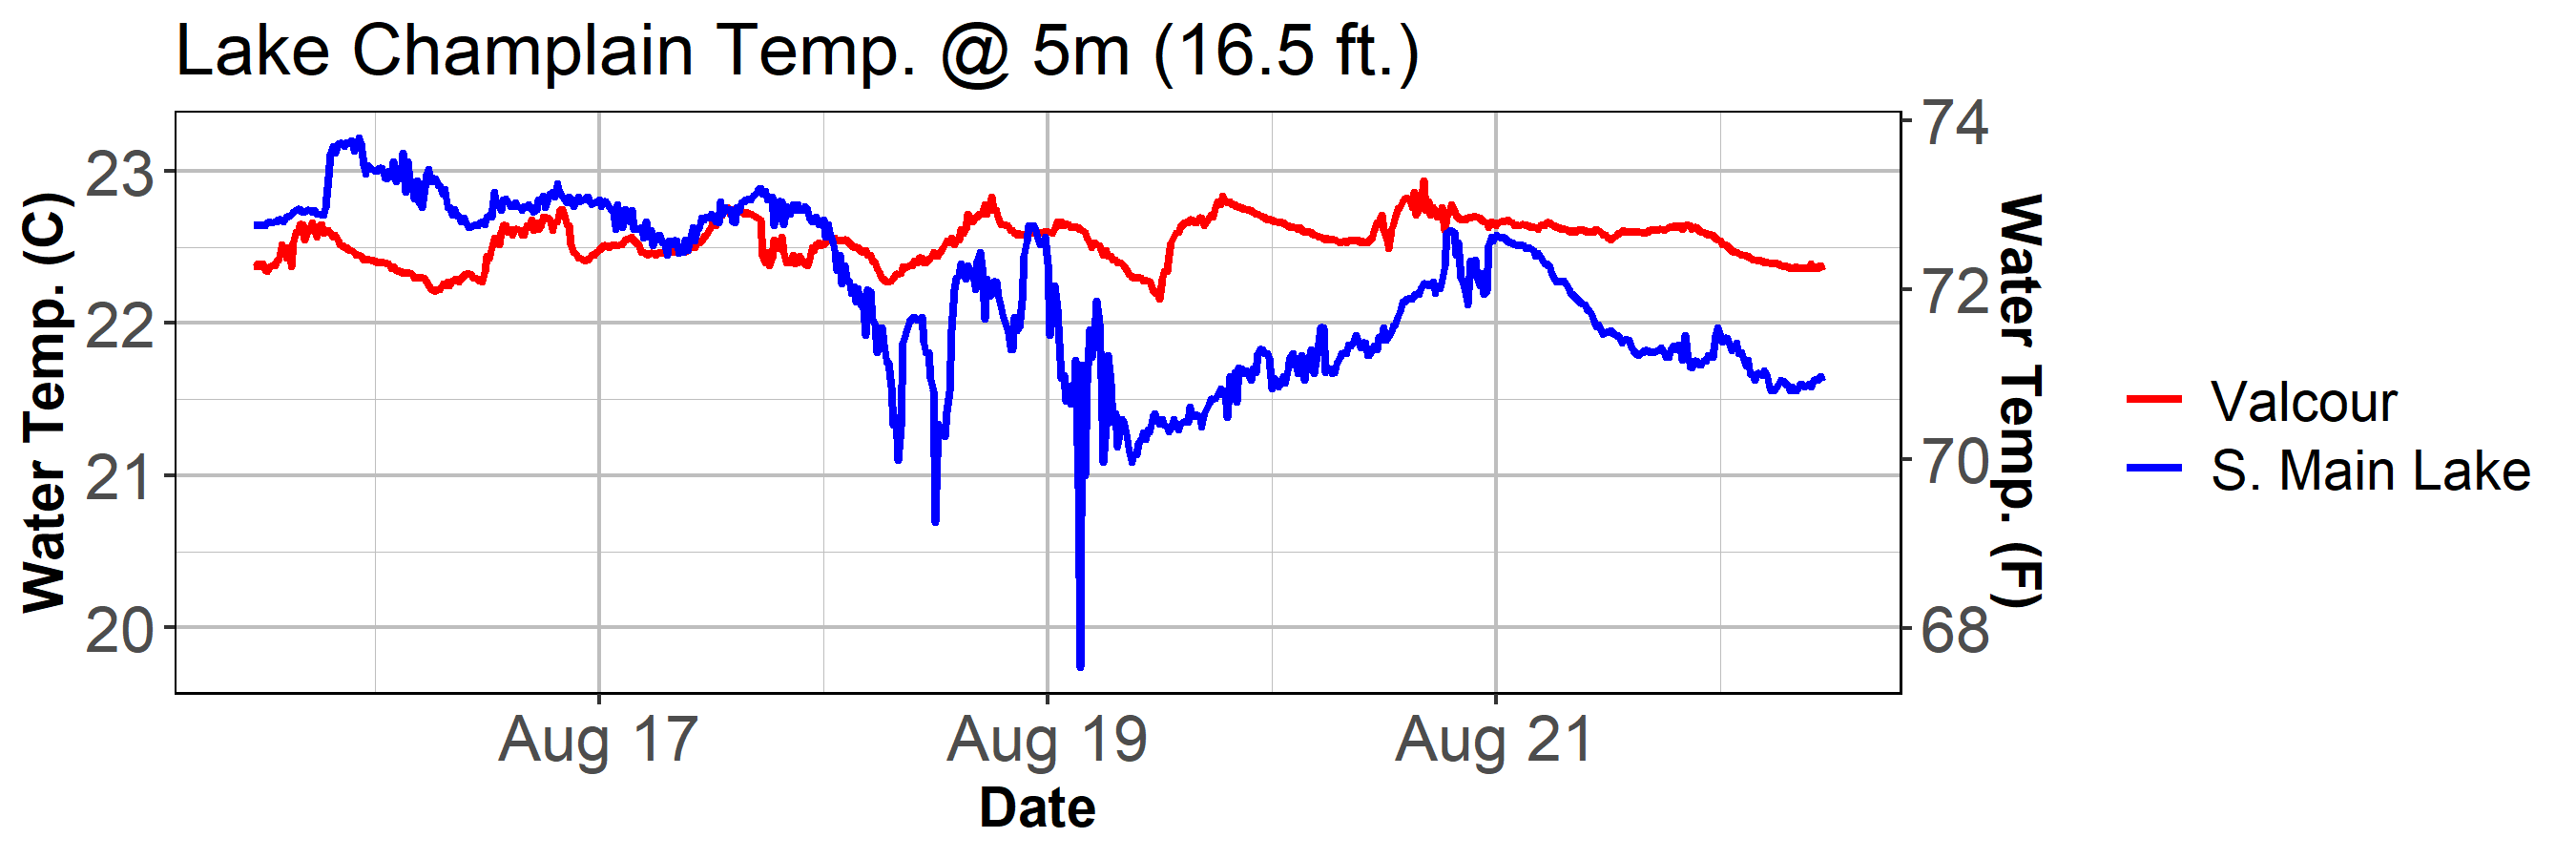 Lake Champlain Temp. @ 5m (16.5 ft.)
Water Temp. (C)
23
22
21
20
74
72
70
68
Water Temp. (F)
Aug 17
Aug 19
Aug 21
Date
Valcour
S. Main Lake